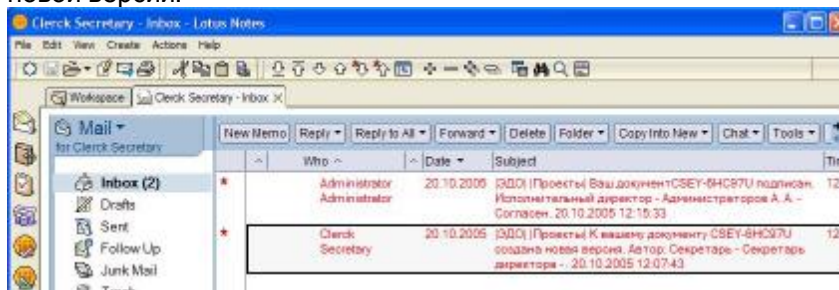 новой версии.
Clerck Secretary - Inbox - Lotus Notes
File Edit View Create Actions Help
Workspace Clerck Secretary - Inbox
Mail
for Clerck Secretary
New Memo Reply Reply to All Forward Delete Folder Copy Into New Chat Tools
Who Date Subject
Inbox (2)
Drafts
Sent
Follow Up
Junk Mail
Administrator
Administrator
20.10.2005
|ЭДО| |Проекты| Ваш документ CSEY-6HC97U подписан.
Исполнительный директор - Администраторов А. А. -
Согласен. 20.10.2005 12:15:33
Clerck
Secretary
20.10.2005
|ЭДО| |Проекты| К вашему документу CSEY-6HC97U
создана новая версия. Автор: Секретарь - Секретарь
директора -. 20.10.2005 12:07:43